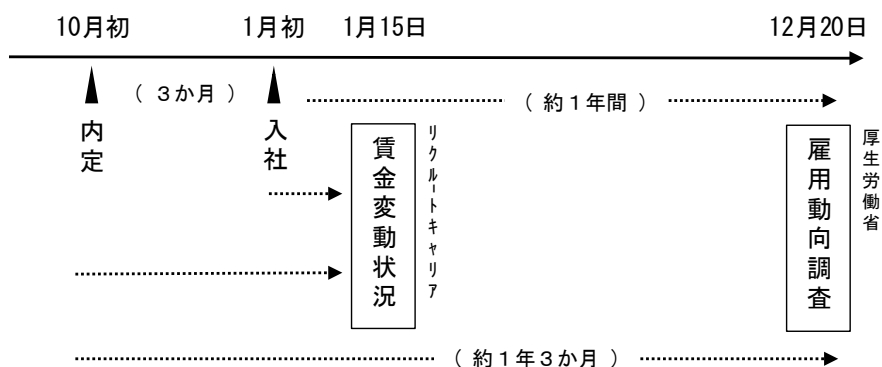 10月初
1月初
1月15日
12月20日
（ 3か月 ）
（ 約1年間 ）
内定
入社
賃金変動状況
リクルートキャリア
雇用動向調査
厚生労働省
（ 約1年3か月 ）